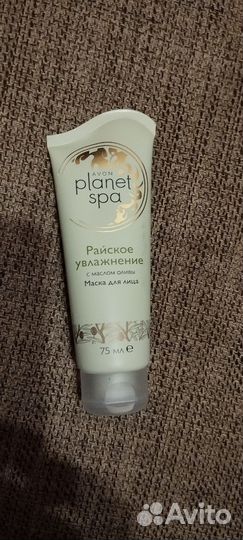 AVON
planet
spa
Райское
увлажнение
с маслом оливы
Маска для лица
75 мл e
Avito